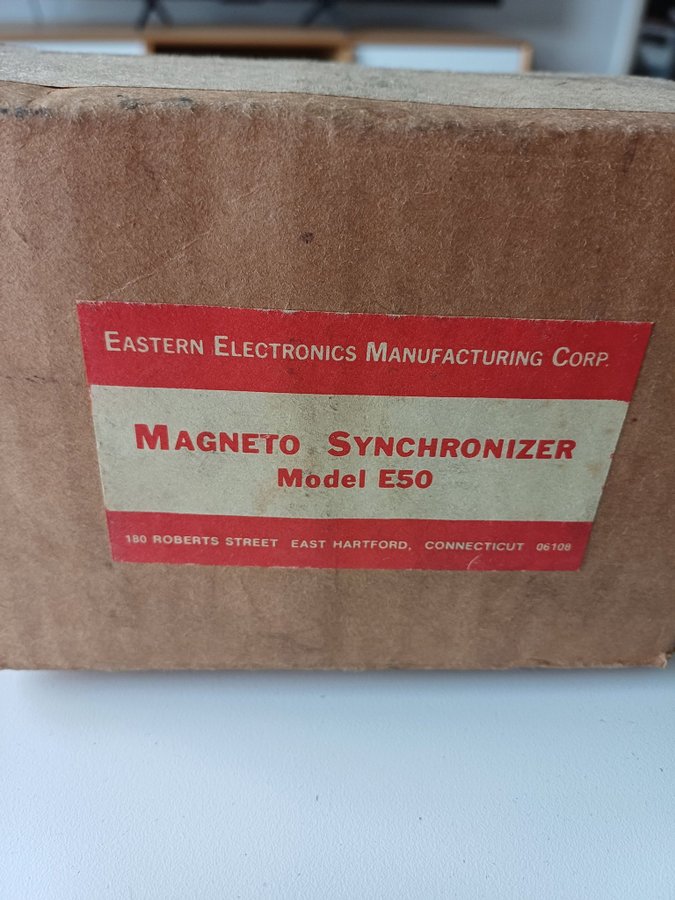 EASTERN ELECTRONICS MANUFACTURING CORP.
MAGNETO SYNCHRONIZER
Model E50
180 ROBERTS STREET EAST HARTFORD, CONNECTICUT 06108